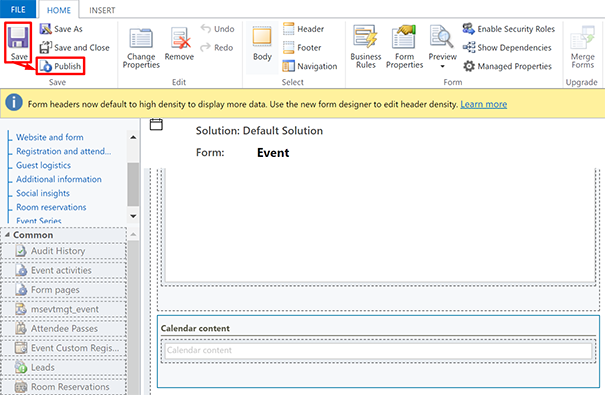 FILE HOME INSERT
Save
Save As
Save and Close
Publish
Save
Change
Properties
Remove
Undo
Redo
Edit
Body
Header
Footer
Navigation
Select
Business
Rules
Form
Properties
Preview
Enable Security Roles
Show Dependencies
Managed Properties
Form
Merge
Forms
Upgrade
Form headers now default to high density to display more data. Use the new form designer to edit header density. Learn more
Website and form
Registration and attend...
Guest logistics
Additional information
Social insights
Room reservations
Event Series
Common
Audit History
Event activities
Form pages
msevtmgt_event
Attendee Passes
Event Custom Regis...
Leads
Room Reservations
Solution: Default Solution
Form: Event
Calendar content
Calendar content